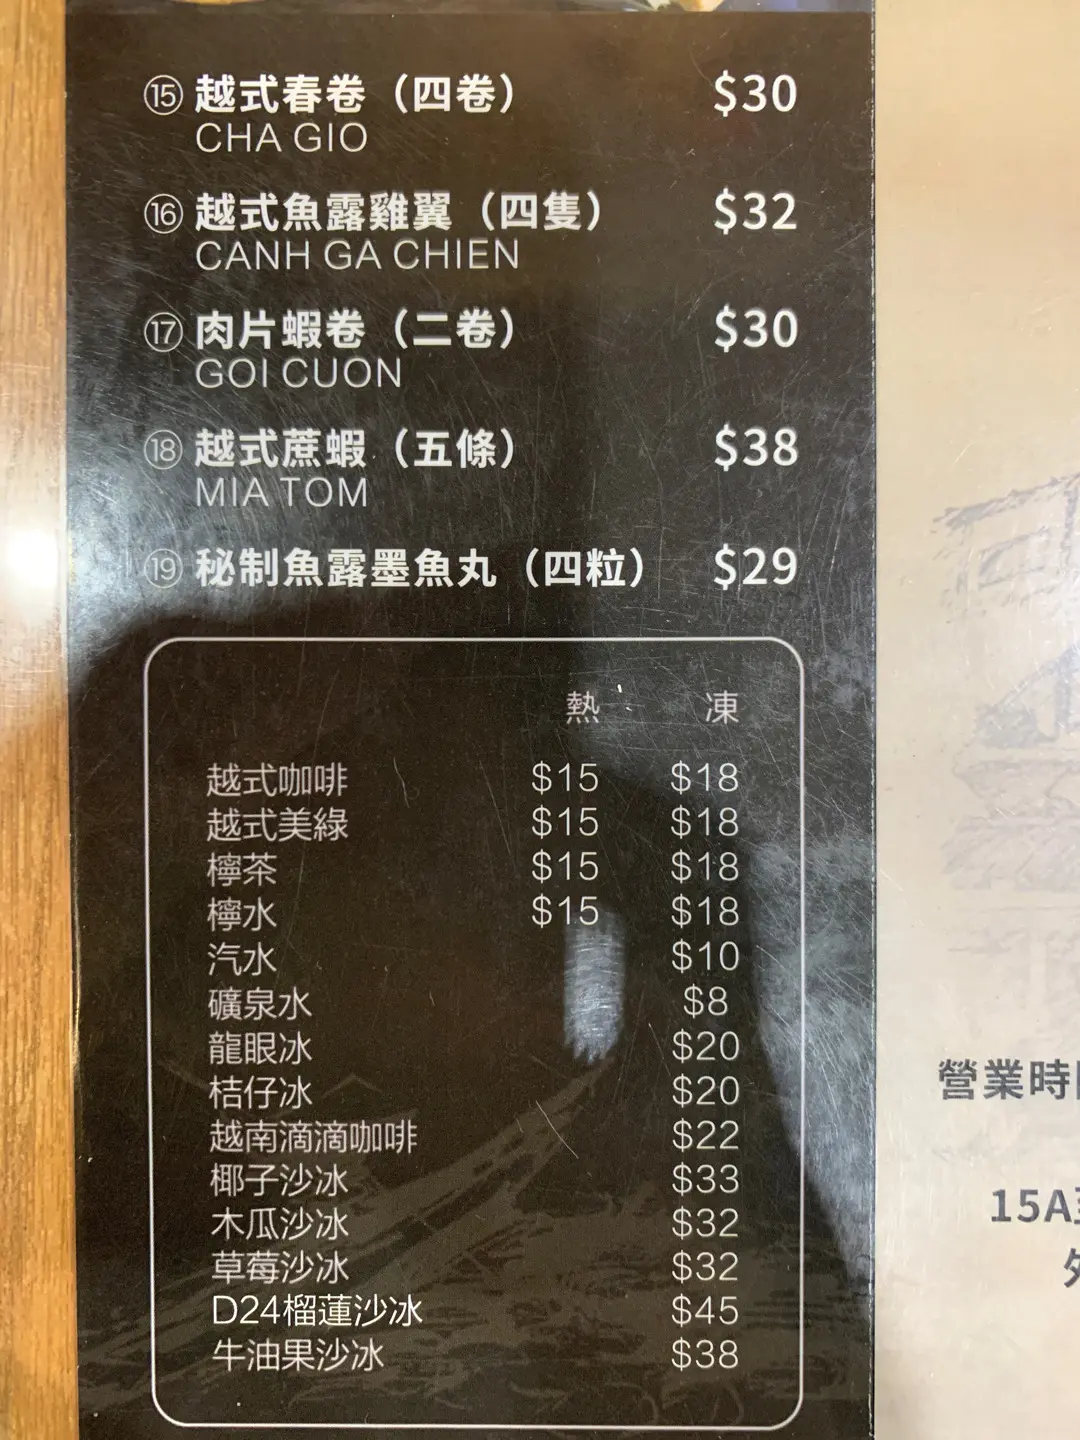 ⑮ 越式春卷（四卷） $30
CHA GIO
⑯ 越式魚露雞翼（四隻） $32
CANH GA CHIEN
⑰ 肉片蝦卷（二卷） $30
GOI CUON
⑱ 越式蔗蝦（五條） $38
MIA TOM
⑲ 秘制魚露墨魚丸（四粒） $29
熱 凍
越式咖啡 $15 $18
越式美綠 $15 $18
檸茶 $15 $18
檸水 $15 $18
汽水 $10
礦泉水 $8
龍眼冰 $20
桔仔冰 $20
越南滴滴咖啡 $22
椰子沙冰 $33
木瓜沙冰 $32
草莓沙冰 $32
D24榴蓮沙冰 $45
牛油果沙冰 $38
營業時
15A